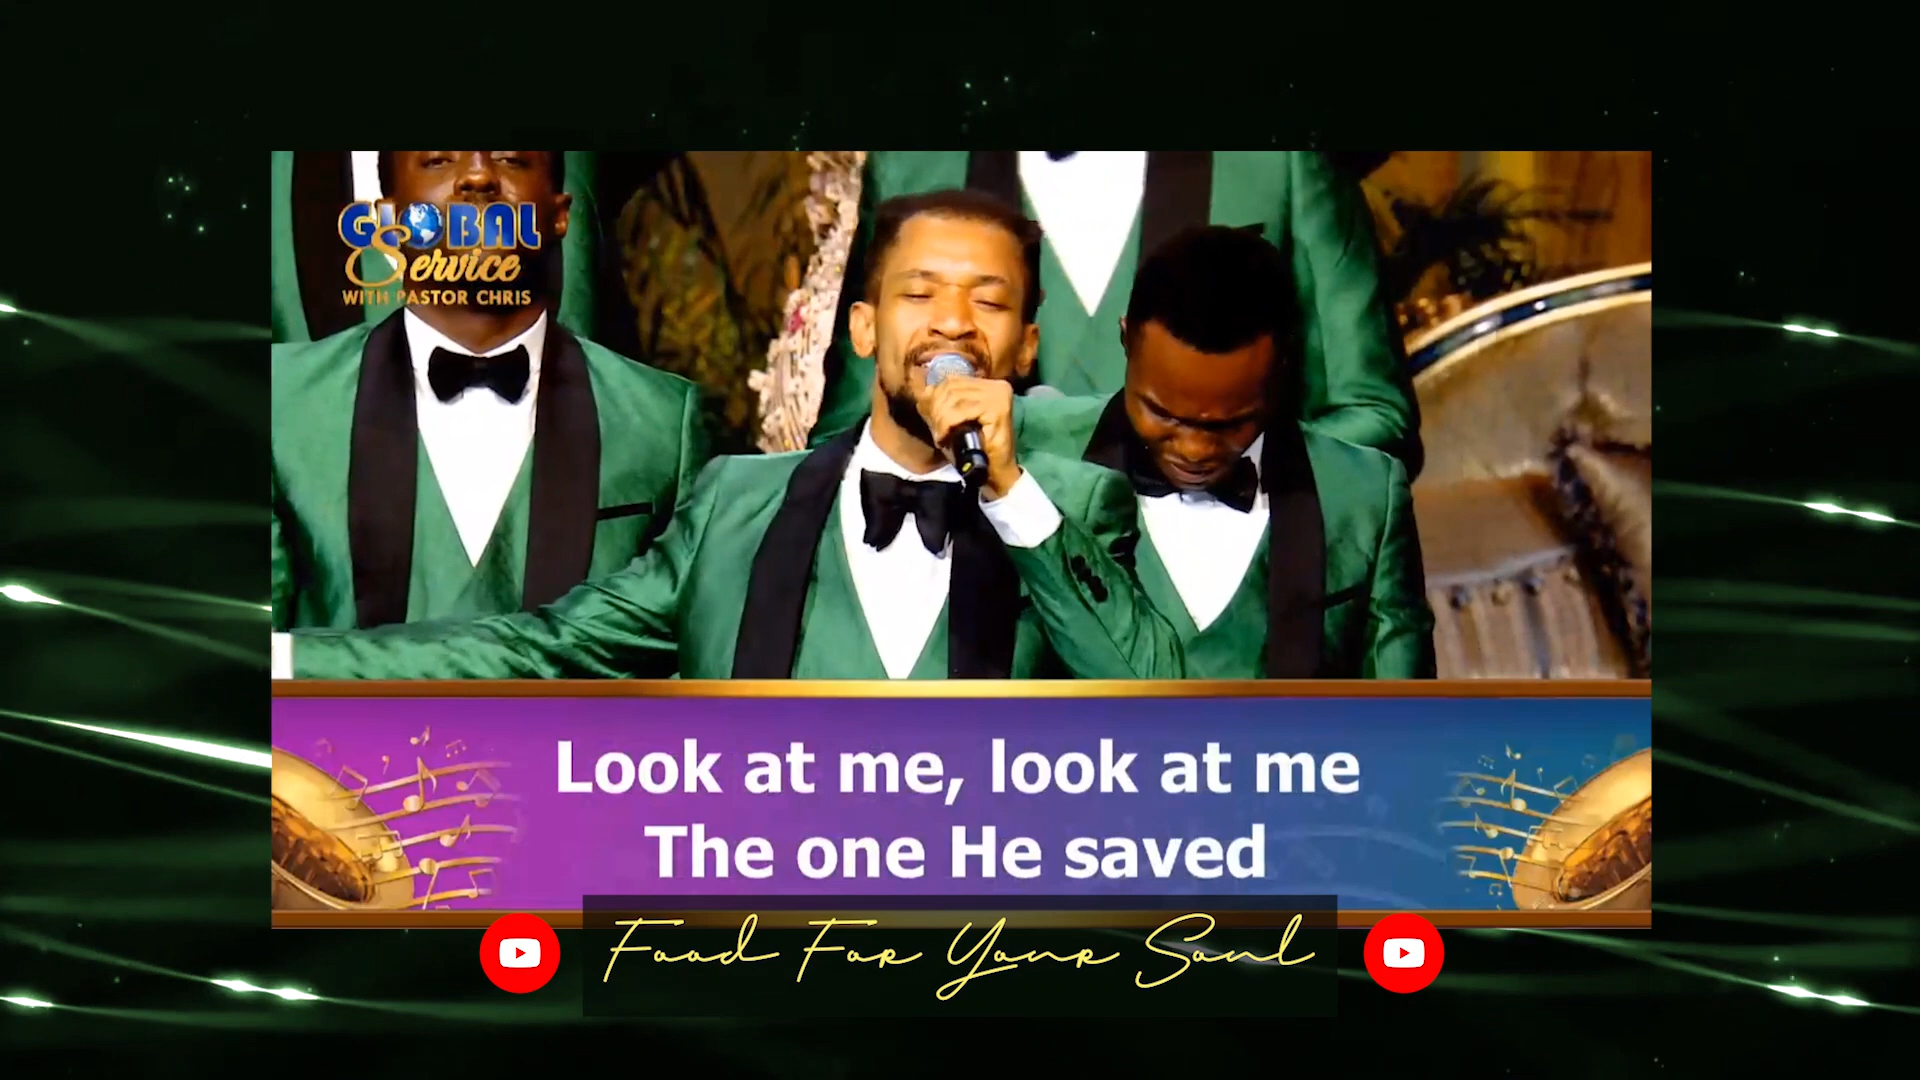 GLOBAL
Service
WITH PASTOR CHRIS
Look at me, look at me
The one He saved
Food For Your Soul